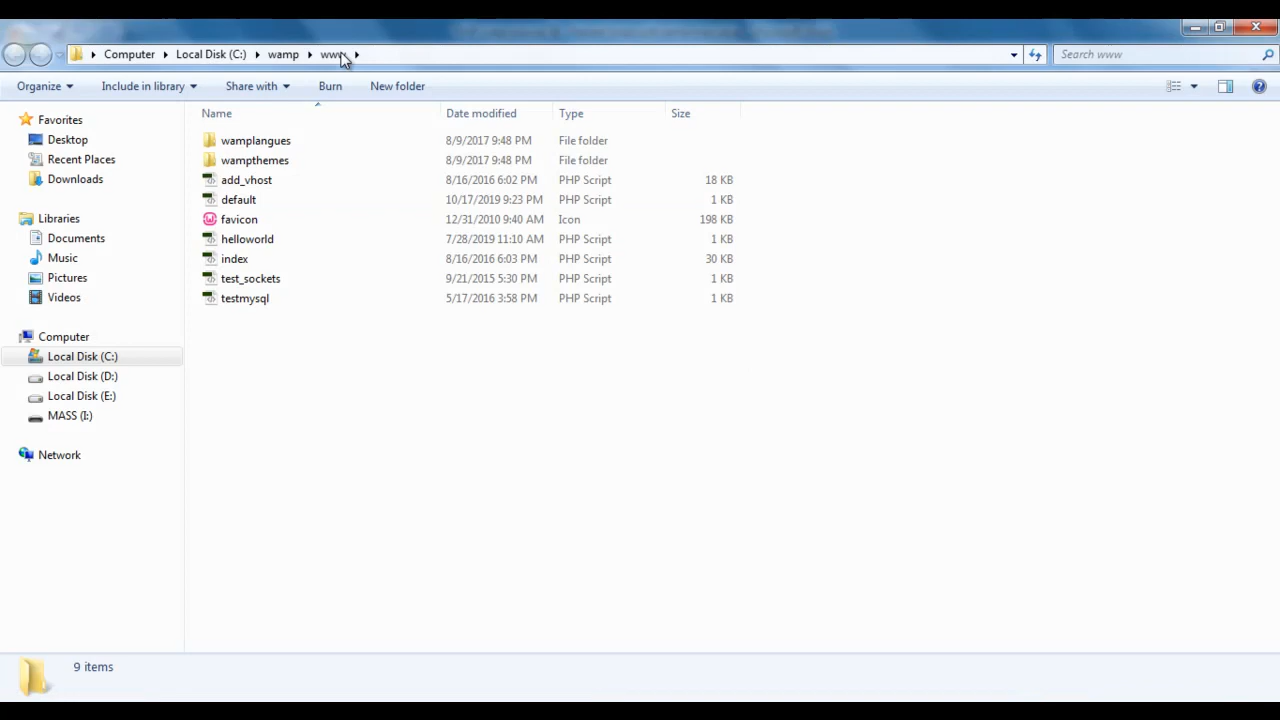 Computer Local Disk (C:) wamp www Search www
Organize Include in library Share with Burn New folder
Name Date modified Type Size
Favorites
Desktop
Recent Places
Downloads
Libraries
Documents
Music
Pictures
Videos
Computer
Local Disk (C:)
Local Disk (D:)
Local Disk (E:)
MASS (I:)
Network
wamplangues 8/9/2017 9:48 PM File folder
wampthemes 8/9/2017 9:48 PM File folder
add_vhost 8/16/2016 6:02 PM PHP Script 18 KB
default 10/17/2019 9:23 PM PHP Script 1 KB
favicon 12/31/2010 9:40 AM Icon 198 KB
helloworld 7/28/2019 11:10 AM PHP Script 1 KB
index 8/16/2016 6:03 PM PHP Script 30 KB
test_sockets 9/21/2015 5:30 PM PHP Script 1 KB
testmysql 5/17/2016 3:58 PM PHP Script 1 KB
9 items